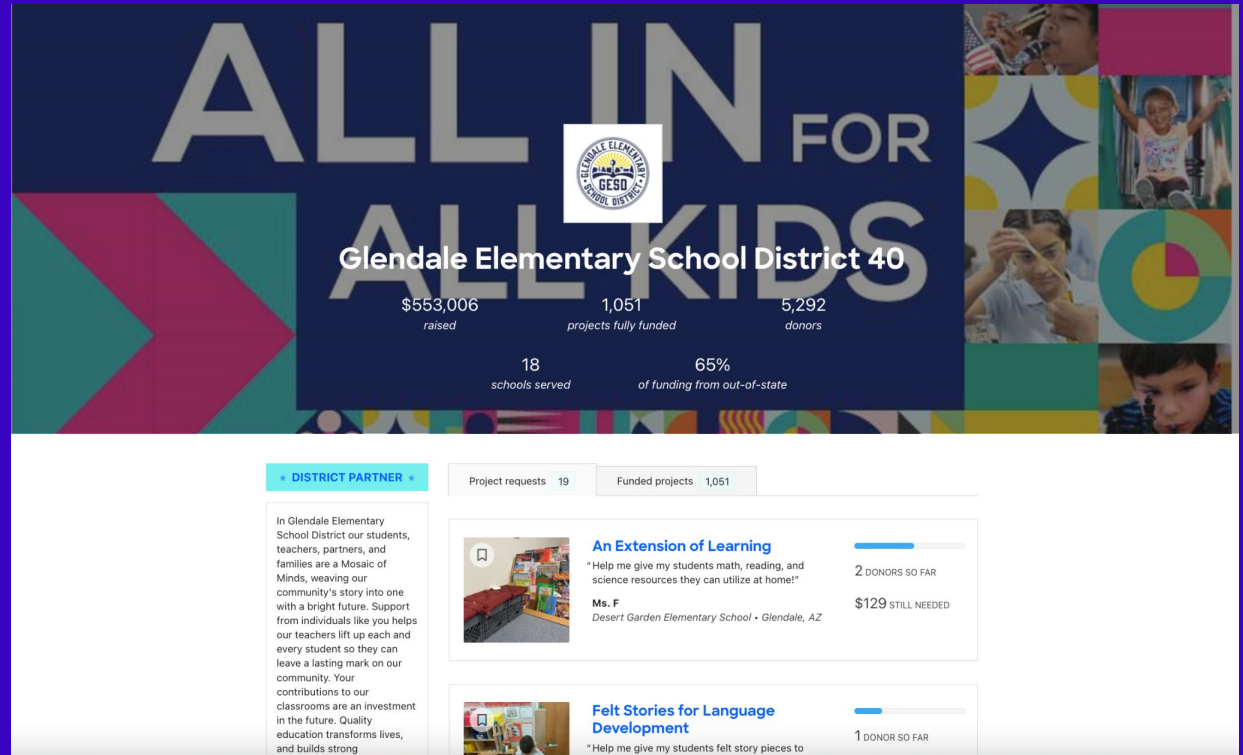 ALL IN FOR
ALL KIDS
GLENDALE ELEMENTARY
GESD
SCHOOL DISTRICT
Glendale Elementary School District 40
$553,006
raised
1,051
projects fully funded
5,292
donors
18
schools served
65%
of funding from out-of-state
DISTRICT PARTNER
In Glendale Elementary
School District our students,
teachers, partners, and
families are a Mosaic of
Minds, weaving our
community's story into one
with a bright future. Support
from individuals like you helps
our teachers lift up each and
every student so they can
leave a lasting mark on our
community. Your
contributions to our
classrooms are an investment
in the future. Quality
education transforms lives,
and builds strong
Project requests 19
Funded projects 1,051
An Extension of Learning
“Help me give my students math, reading, and
science resources they can utilize at home!”
Ms. F
Desert Garden Elementary School • Glendale, AZ
2 DONORS SO FAR
$129 STILL NEEDED
Felt Stories for Language
Development
“Help me give my students felt story pieces to
1 DONOR SO FAR